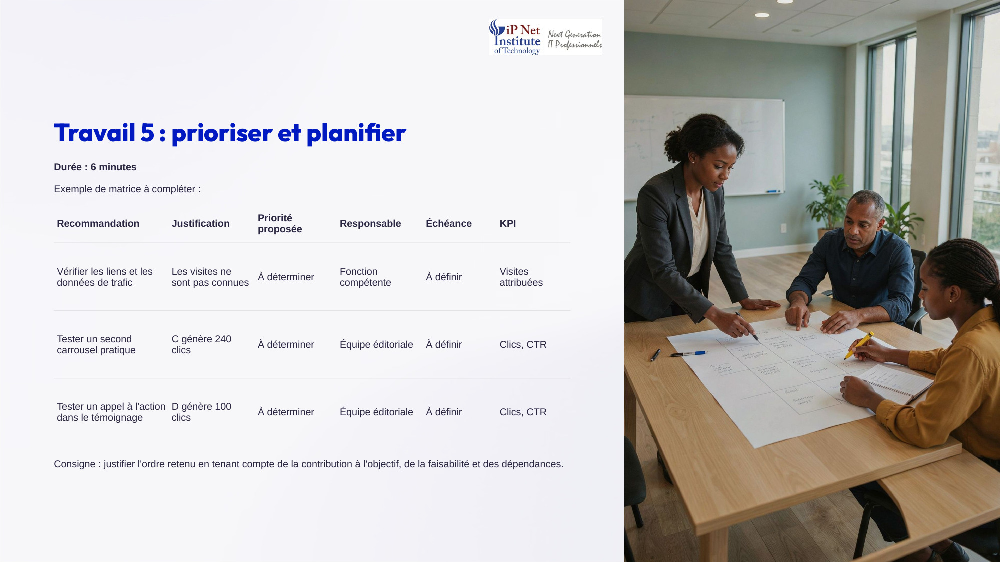 iP Net
Institute
of Technology
Next Generation
IT Professionnels
Travail 5 : prioriser et planifier
Durée : 6 minutes
Exemple de matrice à compléter :
Recommandation Justification Priorité proposée Responsable Échéance KPI
Vérifier les liens et les données de trafic Les visites ne sont pas connues À déterminer Fonction compétente À définir Visites attribuées
Tester un second carrousel pratique C génère 240 clics À déterminer Équipe éditoriale À définir Clics, CTR
Tester un appel à l'action dans le témoignage D génère 100 clics À déterminer Équipe éditoriale À définir Clics, CTR
Consigne : justifier l'ordre retenu en tenant compte de la contribution à l'objectif, de la faisabilité et des dépendances.